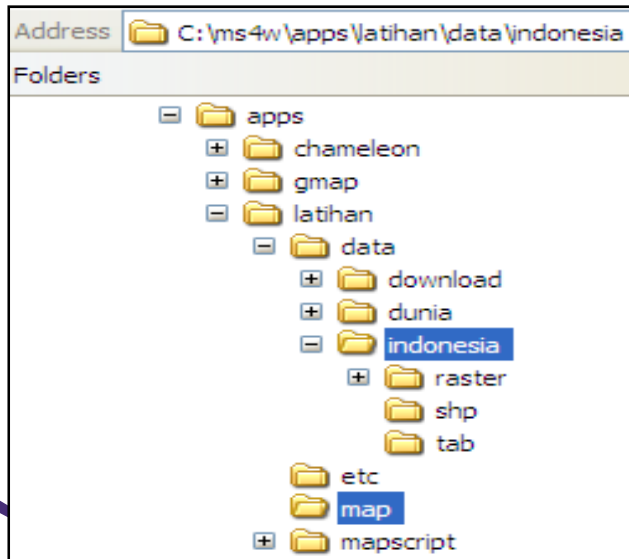 Address C:\ms4w\apps\latihan\data\indonesia
Folders
apps
chameleon
gmap
latihan
data
download
dunia
indonesia
raster
shp
tab
etc
map
mapscript